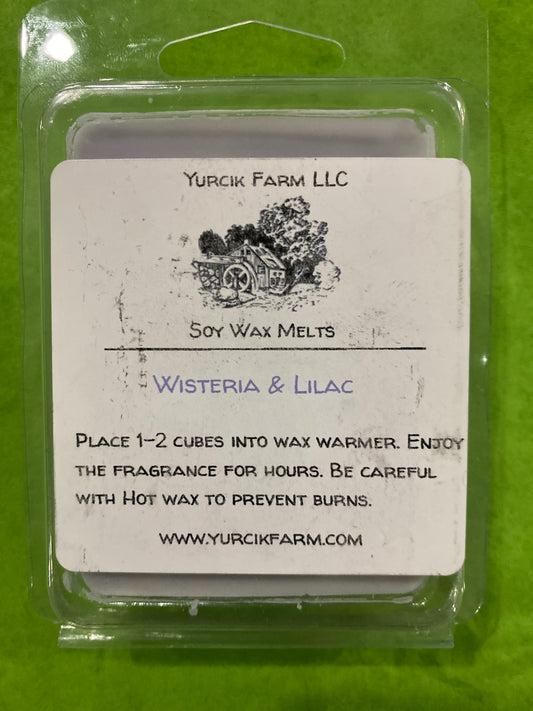 Yurcik Farm LLC
Soy Wax Melts
Wisteria & Lilac
Place 1-2 cubes into wax warmer. Enjoy
the fragrance for hours. Be careful
with Hot wax to prevent burns.
www.yurcikfarm.com